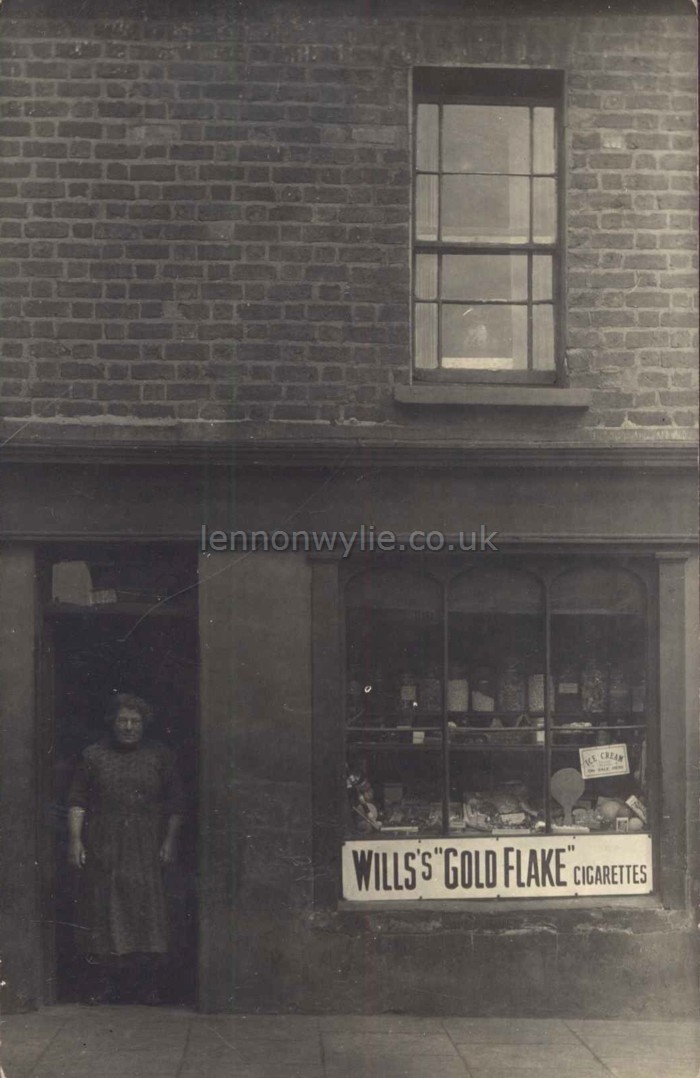 lennonwylie.co.uk
ICE CREAM
WILLS'S "GOLD FLAKE" CIGARETTES